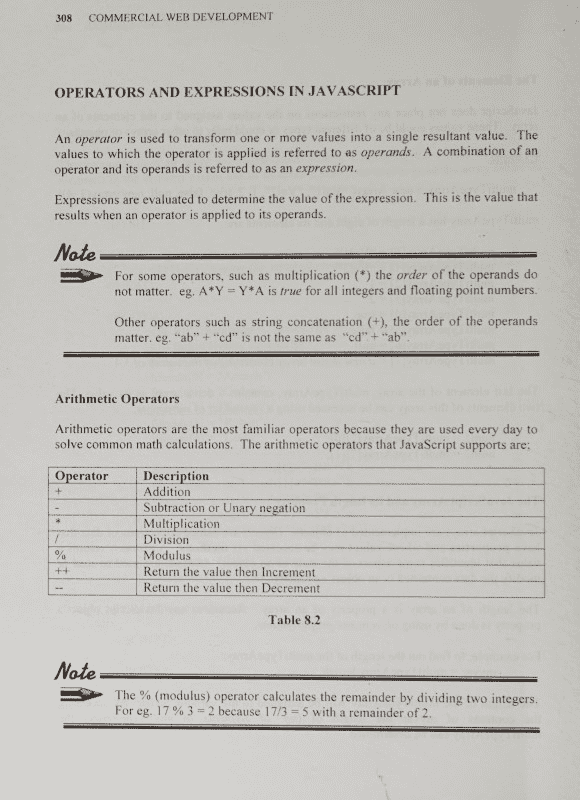 308 COMMERCIAL WEB DEVELOPMENT
OPERATORS AND EXPRESSIONS IN JAVASCRIPT
An operator is used to transform one or more values into a single resultant value. The
values to which the operator is applied is referred to as operands. A combination of an
operator and its operands is referred to as an expression.
Expressions are evaluated to determine the value of the expression. This is the value that
results when an operator is applied to its operands.
Note
For some operators, such as multiplication (*) the order of the operands do
not matter. eg. A*Y = Y*A is true for all integers and floating point numbers.
Other operators such as string concatenation (+), the order of the operands
matter. eg. “ab” + “cd” is not the same as “cd” + “ab”.
Arithmetic Operators
Arithmetic operators are the most familiar operators because they are used every day to
solve common math calculations. The arithmetic operators that JavaScript supports are:
Operator Description
+ Addition
- Subtraction or Unary negation
* Multiplication
/ Division
% Modulus
++ Return the value then Increment
-- Return the value then Decrement
Table 8.2
Note
The % (modulus) operator calculates the remainder by dividing two integers.
For eg. 17 % 3 = 2 because 17/3 = 5 with a remainder of 2.